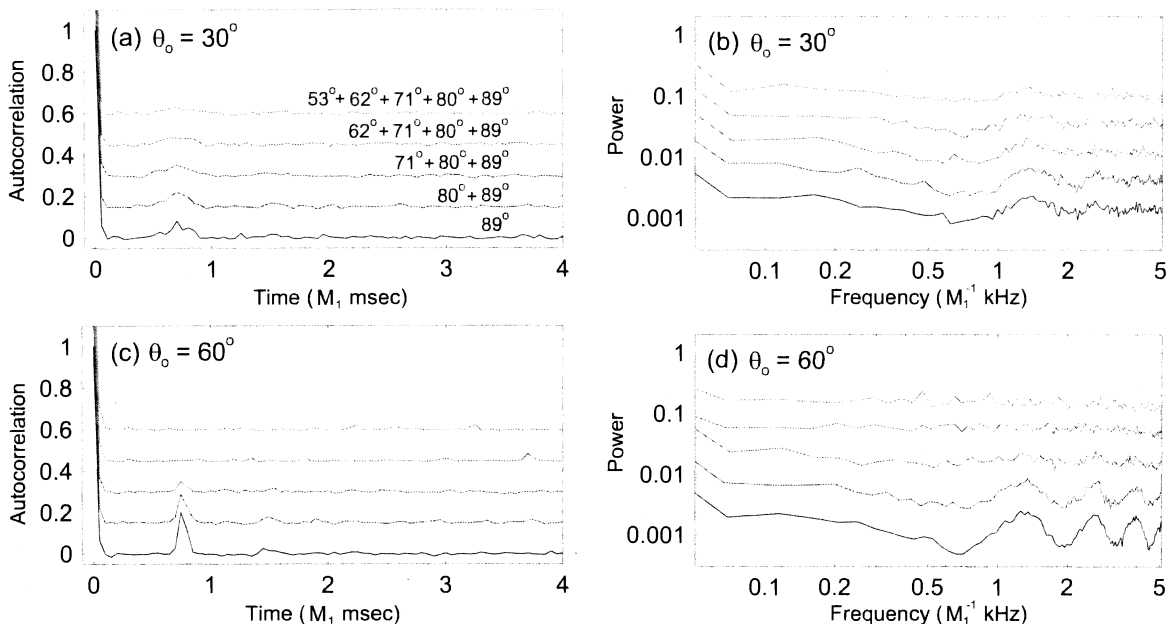 (a) θₒ = 30°
Autocorrelation
1
0.8
0.6
0.4
0.2
0
53° + 62° + 71° + 80° + 89°
62° + 71° + 80° + 89°
71° + 80° + 89°
80° + 89°
89°
0 1 2 3 4
Time (M₁ msec)
(b) θₒ = 30°
Power
1
0.1
0.01
0.001
0.1 0.2 0.5 1 2 5
Frequency (M₁⁻¹ kHz)
(c) θₒ = 60°
Autocorrelation
1
0.8
0.6
0.4
0.2
0
0 1 2 3 4
Time (M₁ msec)
(d) θₒ = 60°
Power
1
0.1
0.01
0.001
0.1 0.2 0.5 1 2 5
Frequency (M₁⁻¹ kHz)